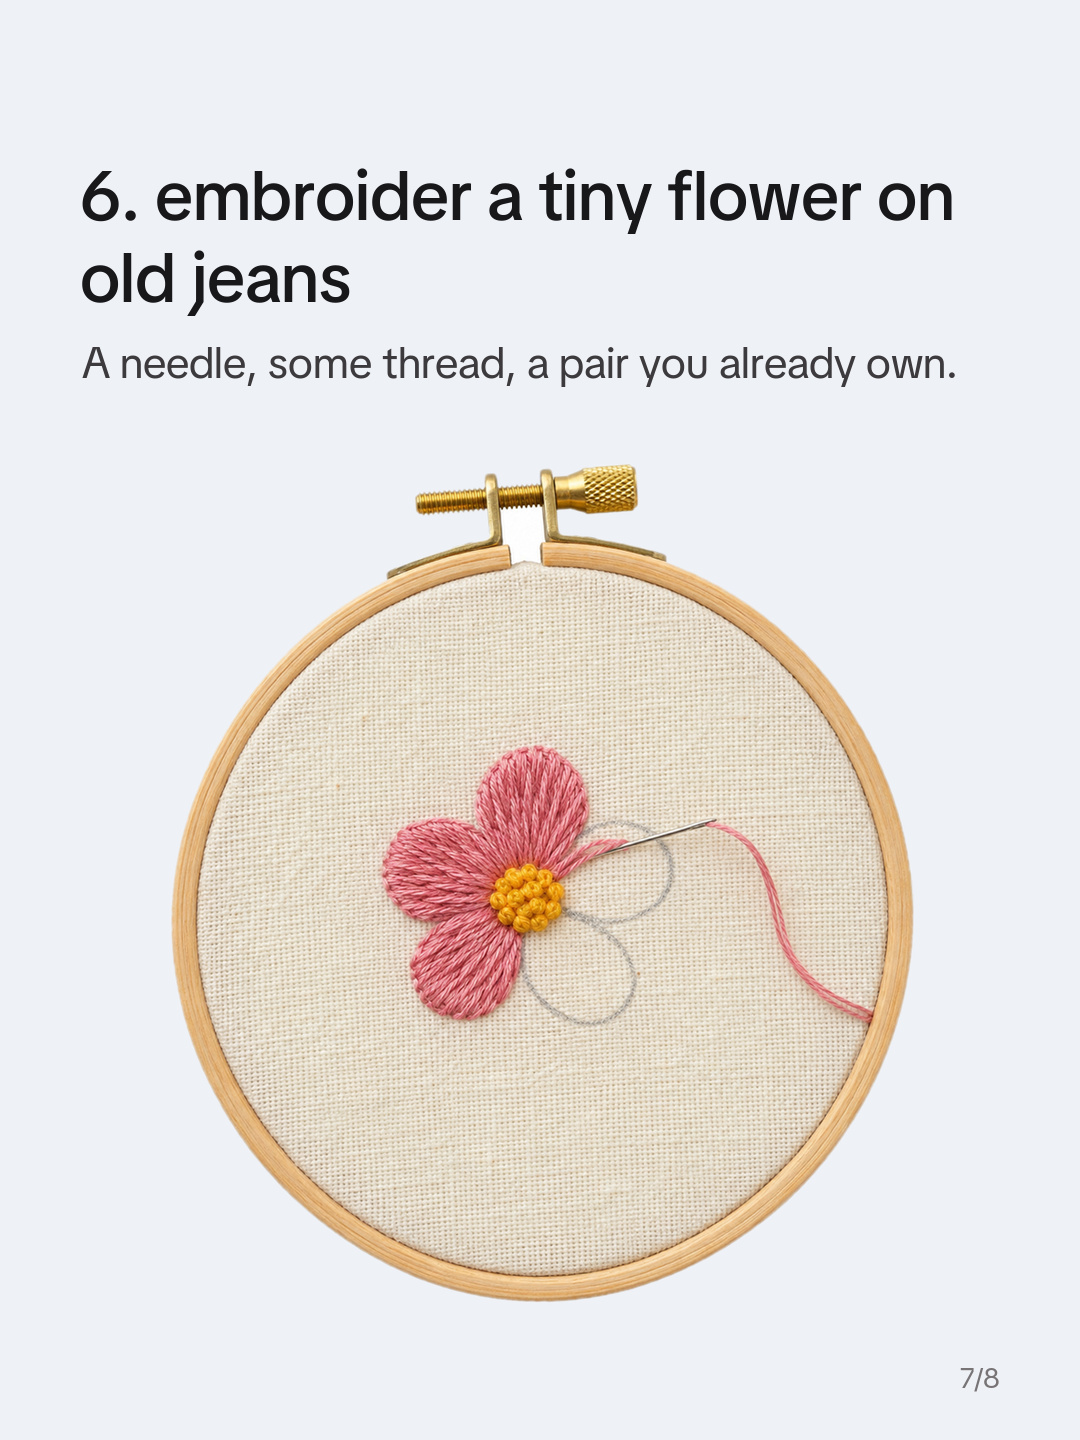 6. embroider a tiny flower on
old jeans
A needle, some thread, a pair you already own.
7/8